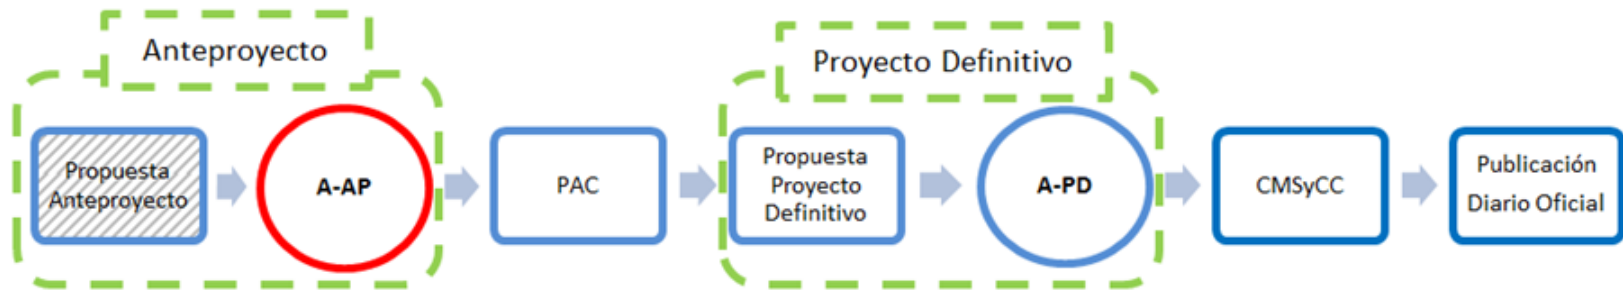 Anteproyecto
Proyecto Definitivo
Propuesta
Anteproyecto
A-AP
PAC
Propuesta
Proyecto
Definitivo
A-PD
CMSyCC
Publicación
Diario Oficial